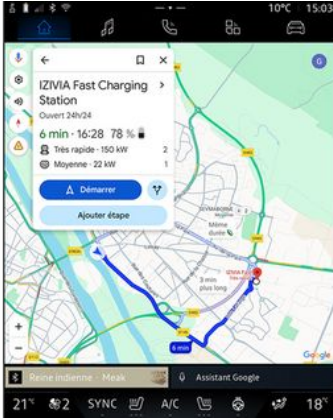 10°C 15:03
G
IZIVIA Fast Charging
Station
Ouvert 24h/24
6 min · 16:28 78 %
Très rapide · 150 kW 2
Moyenne · 22 kW 1
Démarrer
Ajouter étape
Même
durée
3 min
plus long
IZIVIA Fast
6 min
+
−
Reine indienne · Meak
Assistant Google
21° 2 SYNC A/C 18°